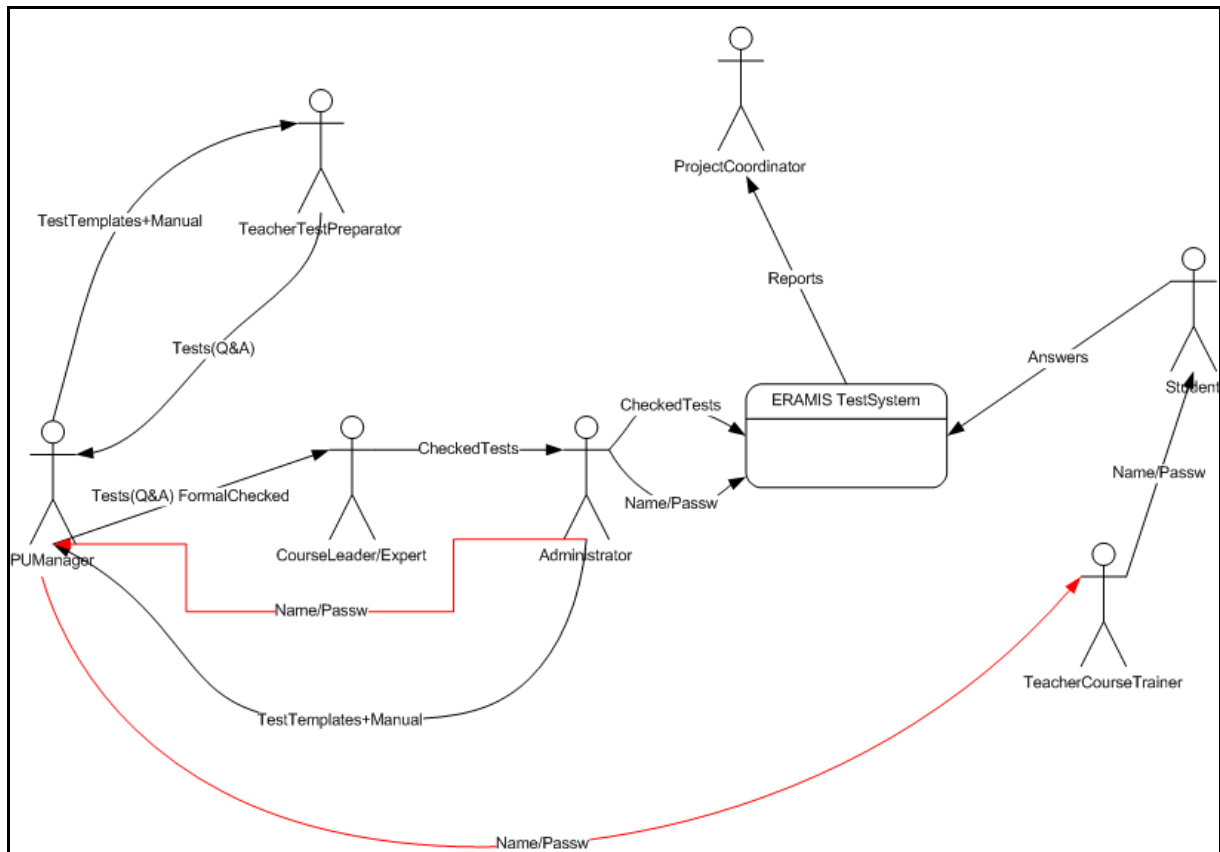 ProjectCoordinator
TestTemplates+Manual
TeacherTestPreparator
Reports
Tests(Q&A)
Answers
Student
ERAMIS TestSystem
CheckedTests
CheckedTests
Name/Passw
Name/Passw
Tests(Q&A) FormalChecked
PUManager
CourseLeader/Expert
Administrator
Name/Passw
TeacherCourseTrainer
TestTemplates+Manual
Name/Passw